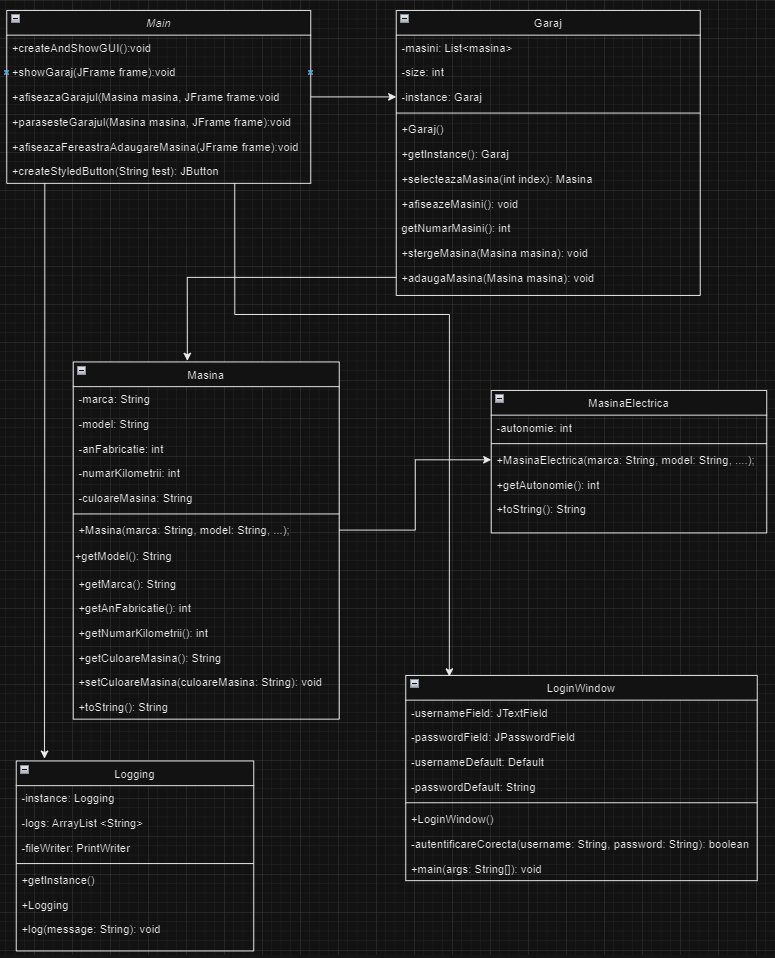 Main
+createAndShowGUI():void
+showGaraj(JFrame frame):void
+afiseazaGarajul(Masina masina, JFrame frame:void
+parasesteGarajul(Masina masina, JFrame frame):void
+afiseazaFereastraAdaugareMasina(JFrame frame):void
+createStyledButton(String test): JButton
Garaj
-masini: List<masina>
-size: int
-instance: Garaj
+Garaj()
+getInstance(): Garaj
+selecteazaMasina(int index): Masina
+afiseazeMasini(): void
getNumarMasini(): int
+stergeMasina(Masina masina): void
+adaugaMasina(Masina masina): void
Masina
-marca: String
-model: String
-anFabricatie: int
-numarKilometrii: int
-culoareMasina: String
+Masina(marca: String, model: String, ...);
+getModel(): String
+getMarca(): String
+getAnFabricatie(): int
+getNumarKilometrii(): int
+getCuloareMasina(): String
+setCuloareMasina(culoareMasina: String): void
+toString(): String
MasinaElectrica
-autonomie: int
+MasinaElectrica(marca: String, model: String, ....);
+getAutonomie(): int
+toString(): String
LoginWindow
-usernameField: JTextField
-passwordField: JPasswordField
-usernameDefault: Default
-passwordDefault: String
+LoginWindow()
-autentificareCorecta(username: String, password: String): boolean
+main(args: String[]): void
Logging
-instance: Logging
-logs: ArrayList <String>
-fileWriter: PrintWriter
+getInstance()
+Logging
+log(message: String): void